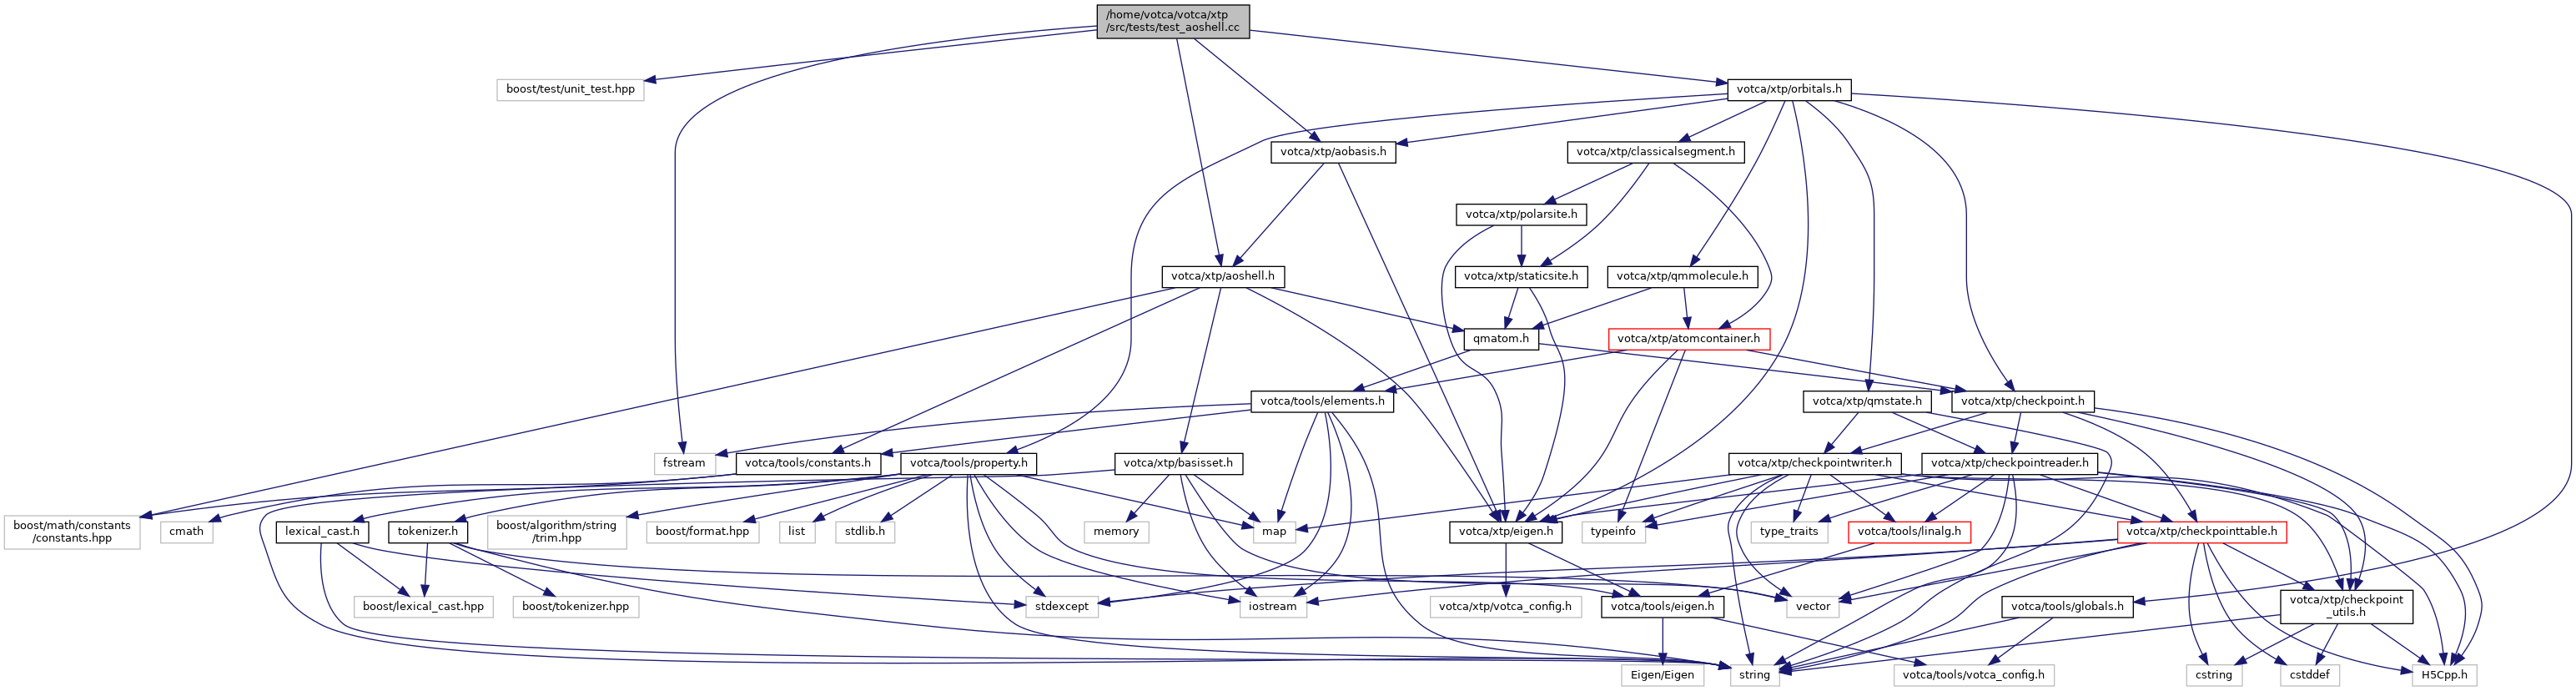 /home/votca/votca/xtp
/src/tests/test_aoshell.cc
boost/test/unit_test.hpp
votca/xtp/orbitals.h
votca/xtp/aobasis.h
votca/xtp/classicalsegment.h
votca/xtp/polarsite.h
votca/xtp/aoshell.h
votca/xtp/staticsite.h
votca/xtp/qmmolecule.h
qmatom.h
votca/xtp/atomcontainer.h
votca/tools/elements.h
votca/xtp/qmstate.h
votca/xtp/checkpoint.h
fstream
votca/tools/constants.h
votca/tools/property.h
votca/xtp/basisset.h
votca/xtp/checkpointwriter.h
votca/xtp/checkpointreader.h
boost/math/constants
/constants.hpp
cmath
lexical_cast.h
tokenizer.h
boost/algorithm/string
/trim.hpp
boost/format.hpp
list
stdlib.h
memory
map
votca/xtp/eigen.h
typeinfo
type_traits
votca/tools/linalg.h
votca/xtp/checkpointtable.h
boost/lexical_cast.hpp
boost/tokenizer.hpp
stdexcept
iostream
votca/xtp/votca_config.h
vector
votca/tools/eigen.h
votca/tools/globals.h
votca/xtp/checkpoint
_utils.h
Eigen/Eigen
string
votca/tools/votca_config.h
cstring
cstddef
H5Cpp.h